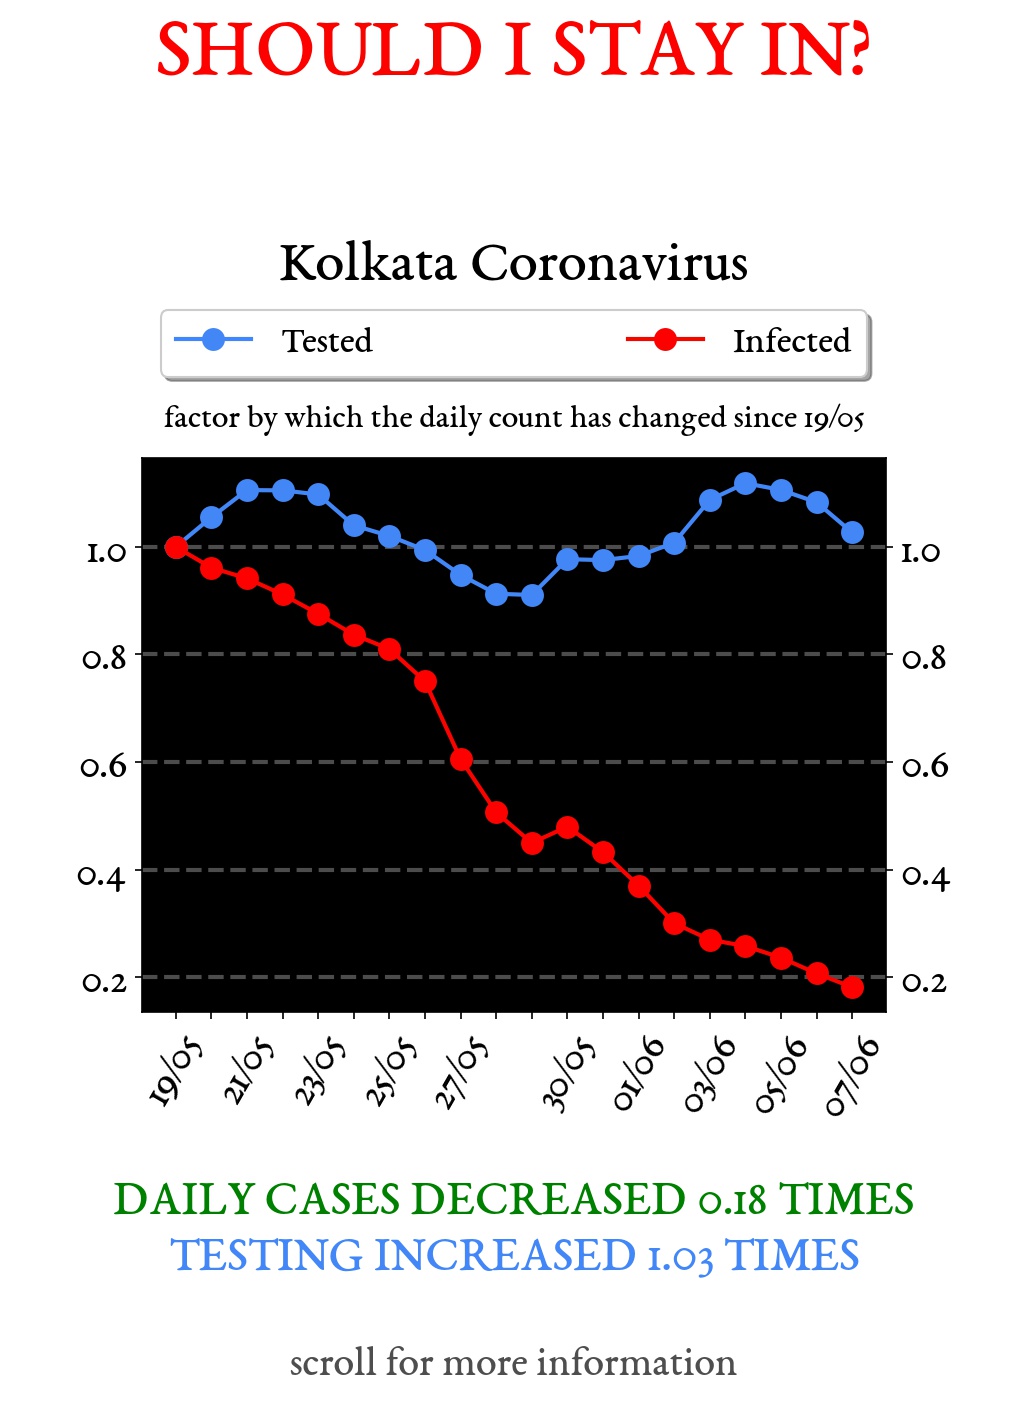 SHOULD I STAY IN?
Kolkata Coronavirus
Tested Infected
factor by which the daily count has changed since 19/05
1.0 1.0
0.8 0.8
0.6 0.6
0.4 0.4
0.2 0.2
19/05 21/05 23/05 25/05 27/05 30/05 01/06 03/06 05/06 07/06
DAILY CASES DECREASED 0.18 TIMES
TESTING INCREASED 1.03 TIMES
scroll for more information